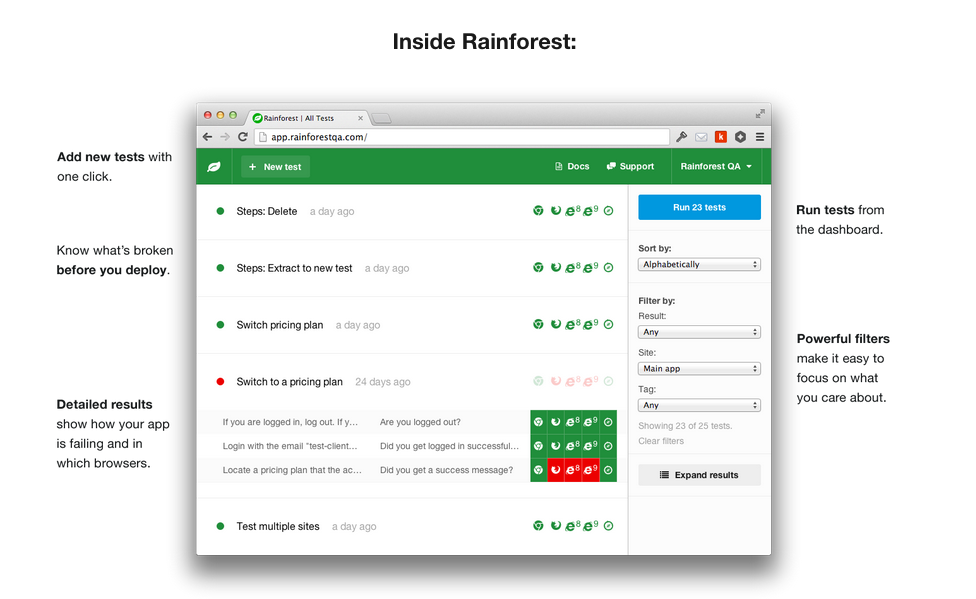 Inside Rainforest:
Add new tests with
one click.
Know what's broken
before you deploy.
Detailed results
show how your app
is failing and in
which browsers.
Rainforest | All Tests
app.rainforestqa.com/
k
+ New test
Docs
Support
Rainforest QA
Steps: Delete a day ago
8 9
Steps: Extract to new test a day ago
8 9
Switch pricing plan a day ago
8 9
Switch to a pricing plan 24 days ago
8 9
If you are logged in, log out. If y… Are you logged out?
8 9
Login with the email "test-client… Did you get logged in successful…
8 9
Locate a pricing plan that the ac… Did you get a success message?
8 9
Test multiple sites a day ago
8 9
Run 23 tests
Sort by:
Alphabetically
Filter by:
Result:
Any
Site:
Main app
Tag:
Any
Showing 23 of 25 tests.
Clear filters
Expand results
Run tests from
the dashboard.
Powerful filters
make it easy to
focus on what
you care about.